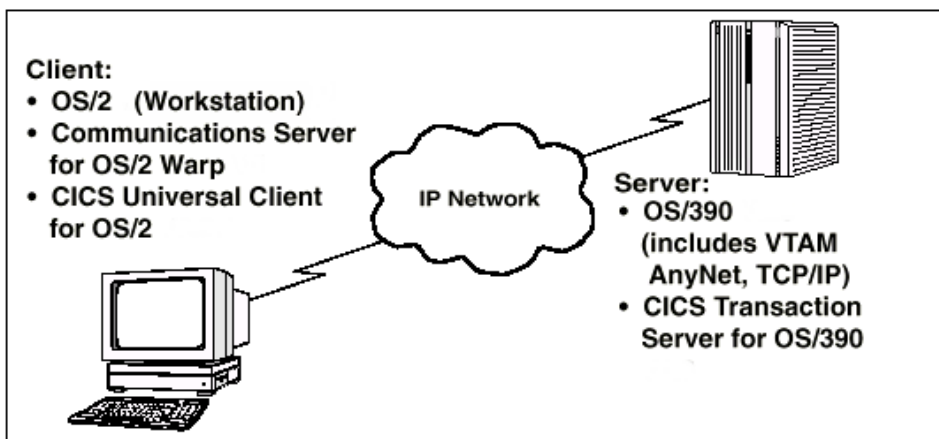 Client:
• OS/2 (Workstation)
• Communications Server
for OS/2 Warp
• CICS Universal Client
for OS/2
IP Network
Server:
• OS/390
(includes VTAM
AnyNet, TCP/IP)
• CICS Transaction
Server for OS/390